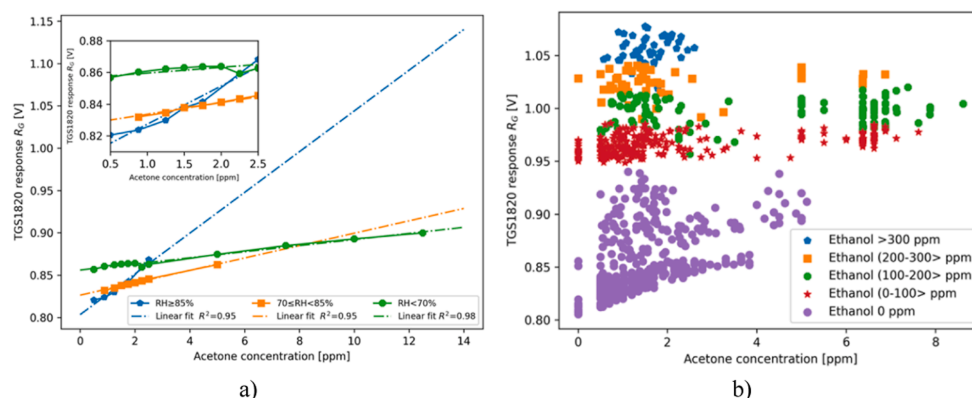 1.15
1.10
1.05
1.00
0.95
0.90
0.85
0.80
TGS1820 response R_G [V]
0.88
0.86
0.84
0.82
TGS1820 response R_G [V]
0.5 1.0 1.5 2.0 2.5
Acetone concentration [ppm]
RH≥85% 70≤RH<85% RH<70%
Linear fit R²=0.95 Linear fit R²=0.95 Linear fit R²=0.98
0 2 4 6 8 10 12 14
Acetone concentration [ppm]
a)
1.05
1.00
0.95
0.90
0.85
0.80
TGS1820 response R_G [V]
Ethanol >300 ppm
Ethanol (200-300> ppm
Ethanol (100-200> ppm
Ethanol (0-100> ppm
Ethanol 0 ppm
0 2 4 6 8
Acetone concentration [ppm]
b)